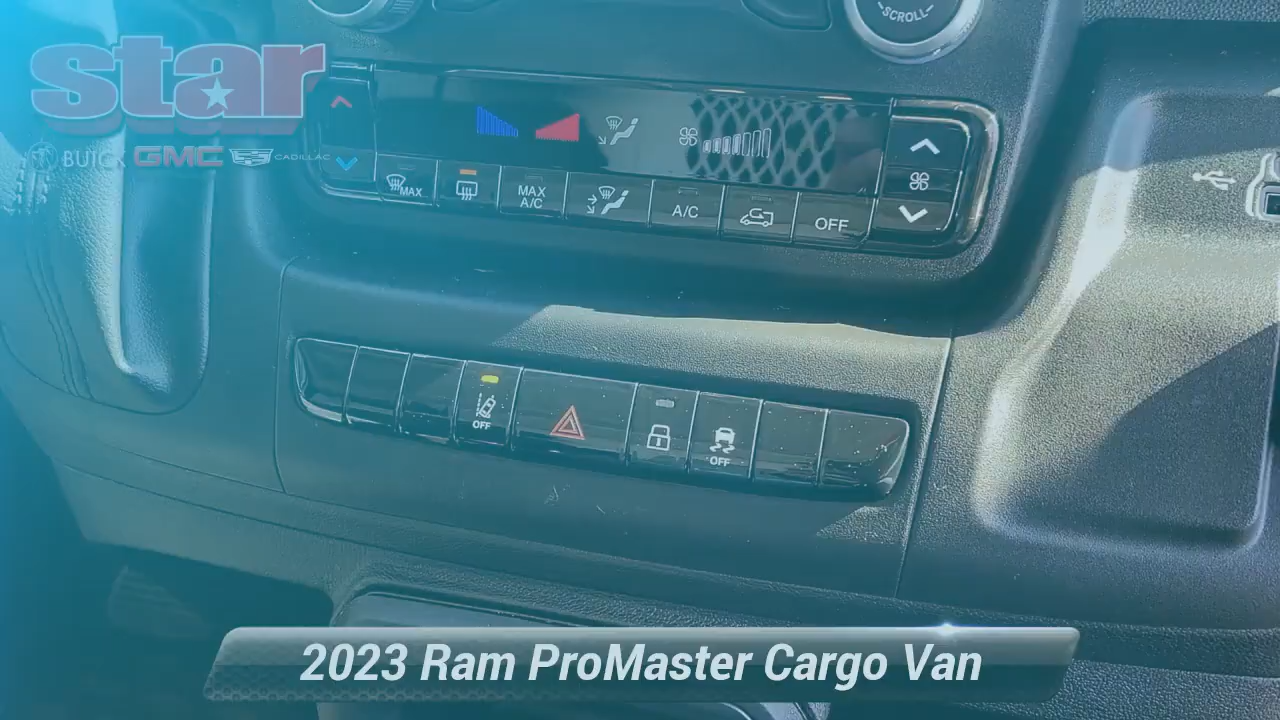 SCROLL
star
BUICK GMC CADILLAC
MAX
MAX
A/C
A/C
OFF
OFF
OFF
2023 Ram ProMaster Cargo Van